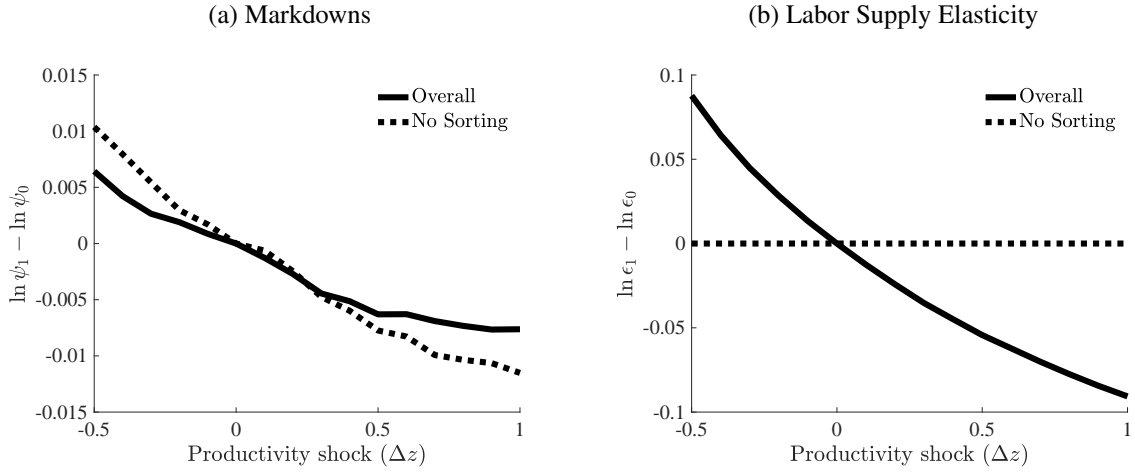 (a) Markdowns
0.015
0.01
0.005
0
-0.005
-0.01
-0.015
-0.5
0
0.5
1
ln ψ₁ − ln ψ₀
Productivity shock (Δz)
Overall
No Sorting
(b) Labor Supply Elasticity
0.1
0.05
0
-0.05
-0.1
-0.5
0
0.5
1
ln ϵ₁ − ln ϵ₀
Productivity shock (Δz)
Overall
No Sorting